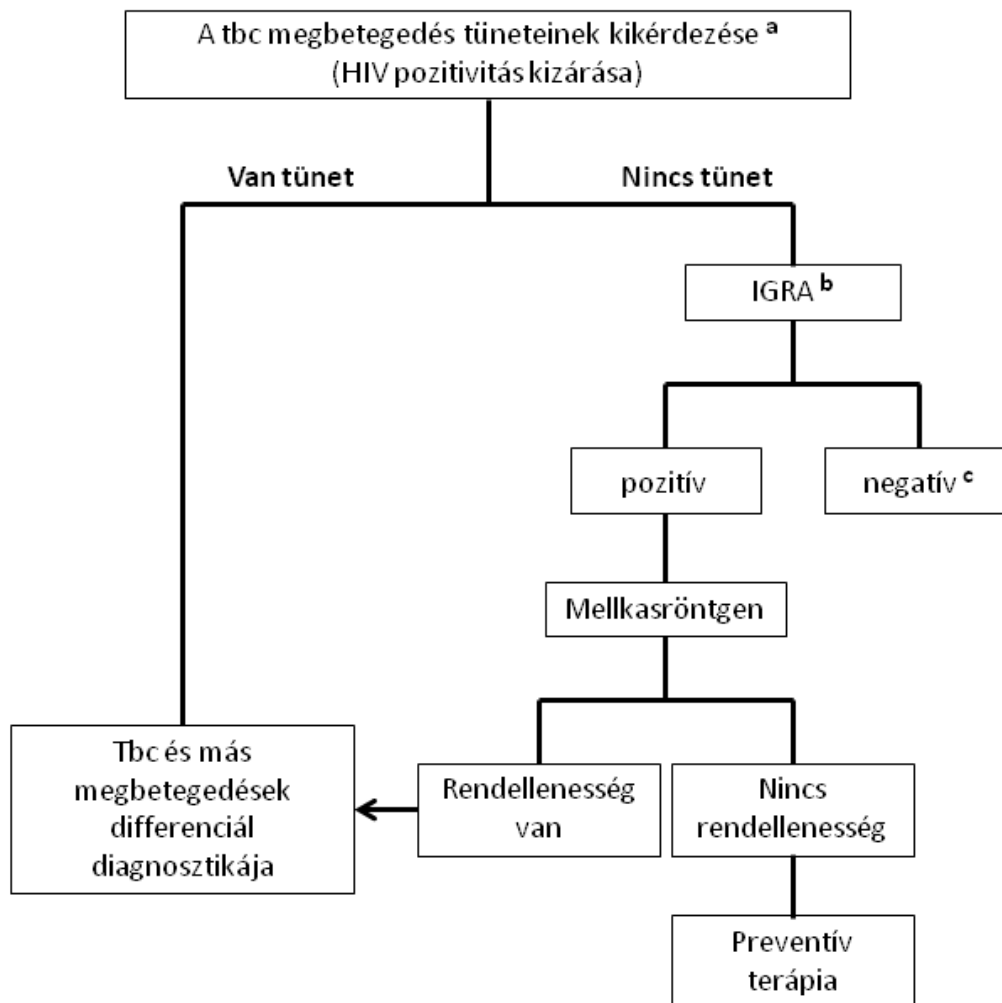 A tbc megbetegedés tüneteinek kikérdezése a
(HIV pozitivitás kizárása)
Van tünet
Nincs tünet
IGRA b
pozitív
negatív c
Mellkasröntgen
Tbc és más
megbetegedések
differenciál
diagnosztikája
Rendellenesség
van
Nincs
rendellenesség
Preventív
terápia